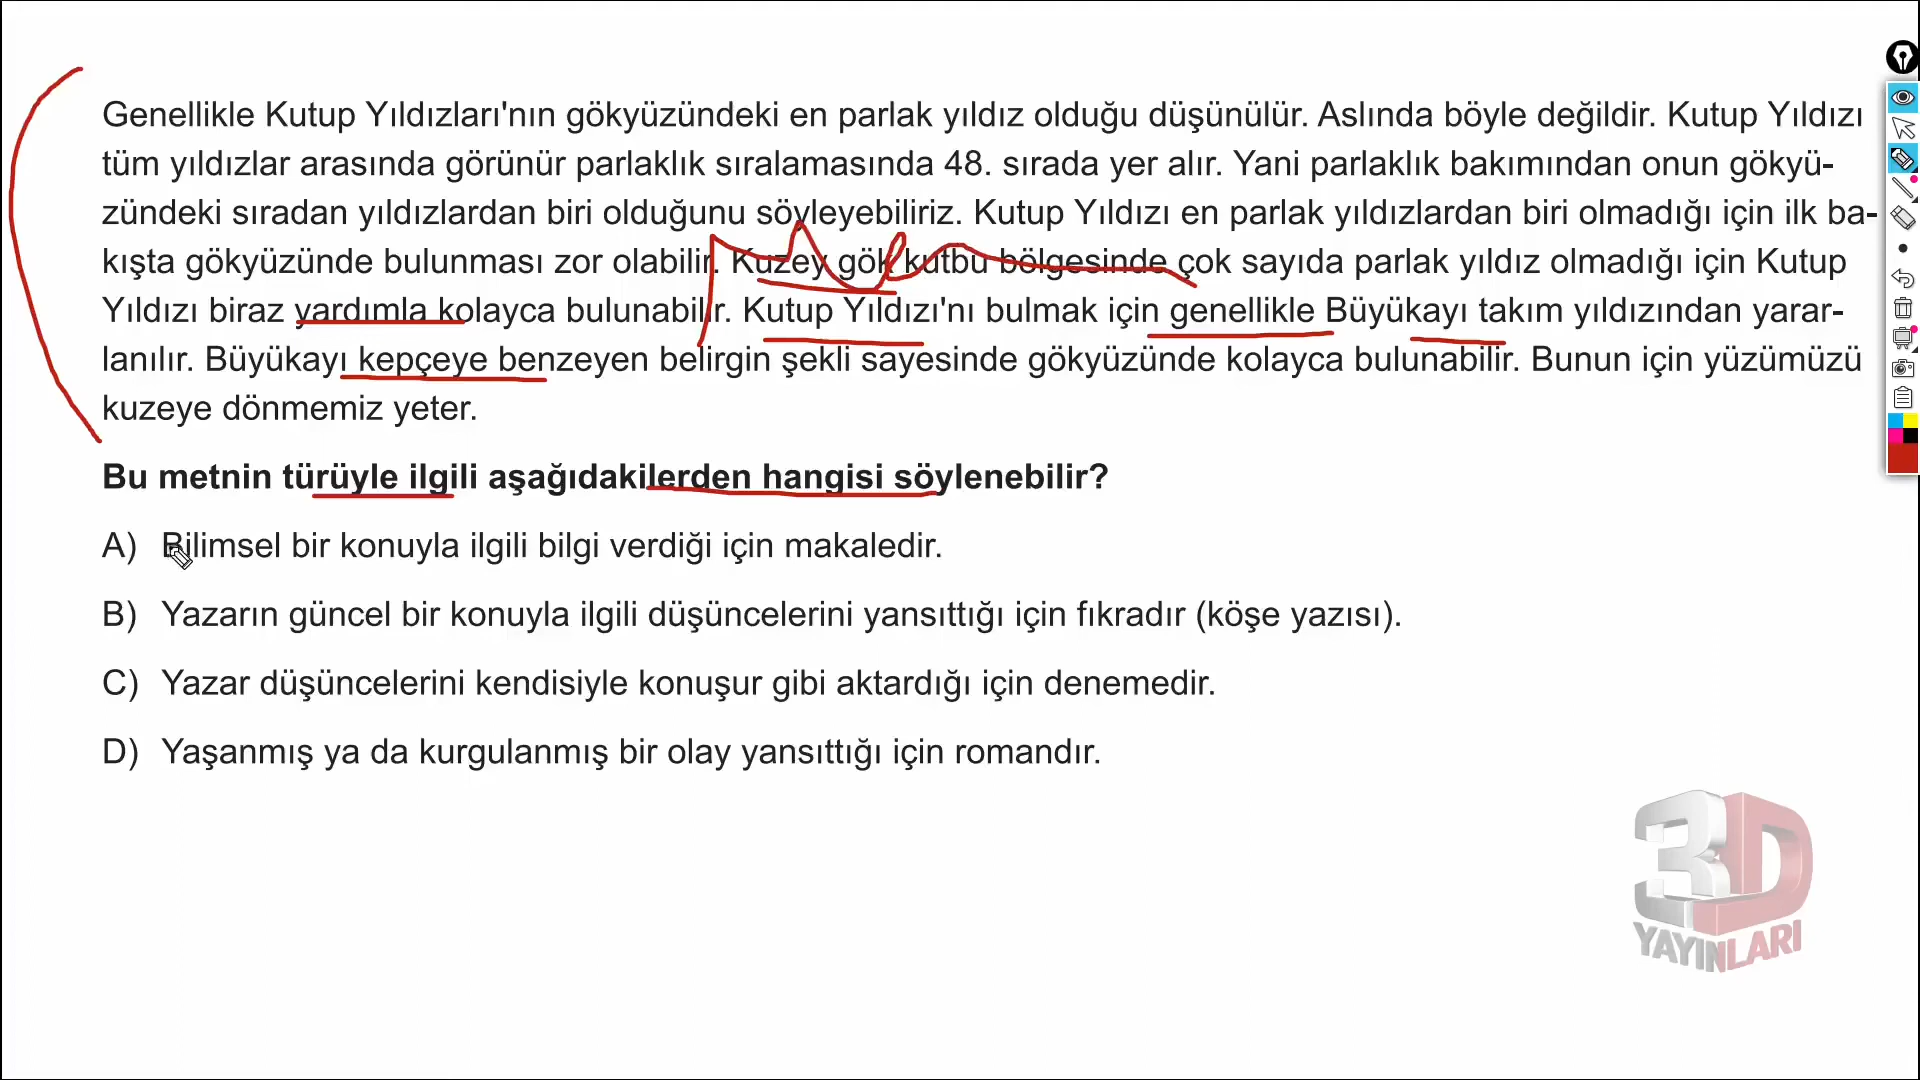 Genellikle Kutup Yıldızları'nın gökyüzündeki en parlak yıldız olduğu düşünülür. Aslında böyle değildir. Kutup Yıldızı
tüm yıldızlar arasında görünür parlaklık sıralamasında 48. sırada yer alır. Yani parlaklık bakımından onun gökyü-
zündeki sıradan yıldızlardan biri olduğunu söyleyebiliriz. Kutup Yıldızı en parlak yıldızlardan biri olmadığı için ilk ba-
kışta gökyüzünde bulunması zor olabilir. Kuzey gök kutbu bölgesinde çok sayıda parlak yıldız olmadığı için Kutup
Yıldızı biraz yardımla kolayca bulunabilir. Kutup Yıldızı'nı bulmak için genellikle Büyükayı takım yıldızından yarar-
lanılır. Büyükayı kepçeye benzeyen belirgin şekli sayesinde gökyüzünde kolayca bulunabilir. Bunun için yüzümüzü
kuzeye dönmemiz yeter.
Bu metnin türüyle ilgili aşağıdakilerden hangisi söylenebilir?
A) Bilimsel bir konuyla ilgili bilgi verdiği için makaledir.
B) Yazarın güncel bir konuyla ilgili düşüncelerini yansıttığı için fıkradır (köşe yazısı).
C) Yazar düşüncelerini kendisiyle konuşur gibi aktardığı için denemedir.
D) Yaşanmış ya da kurgulanmış bir olay yansıttığı için romandır.
3D
YAYINLARI